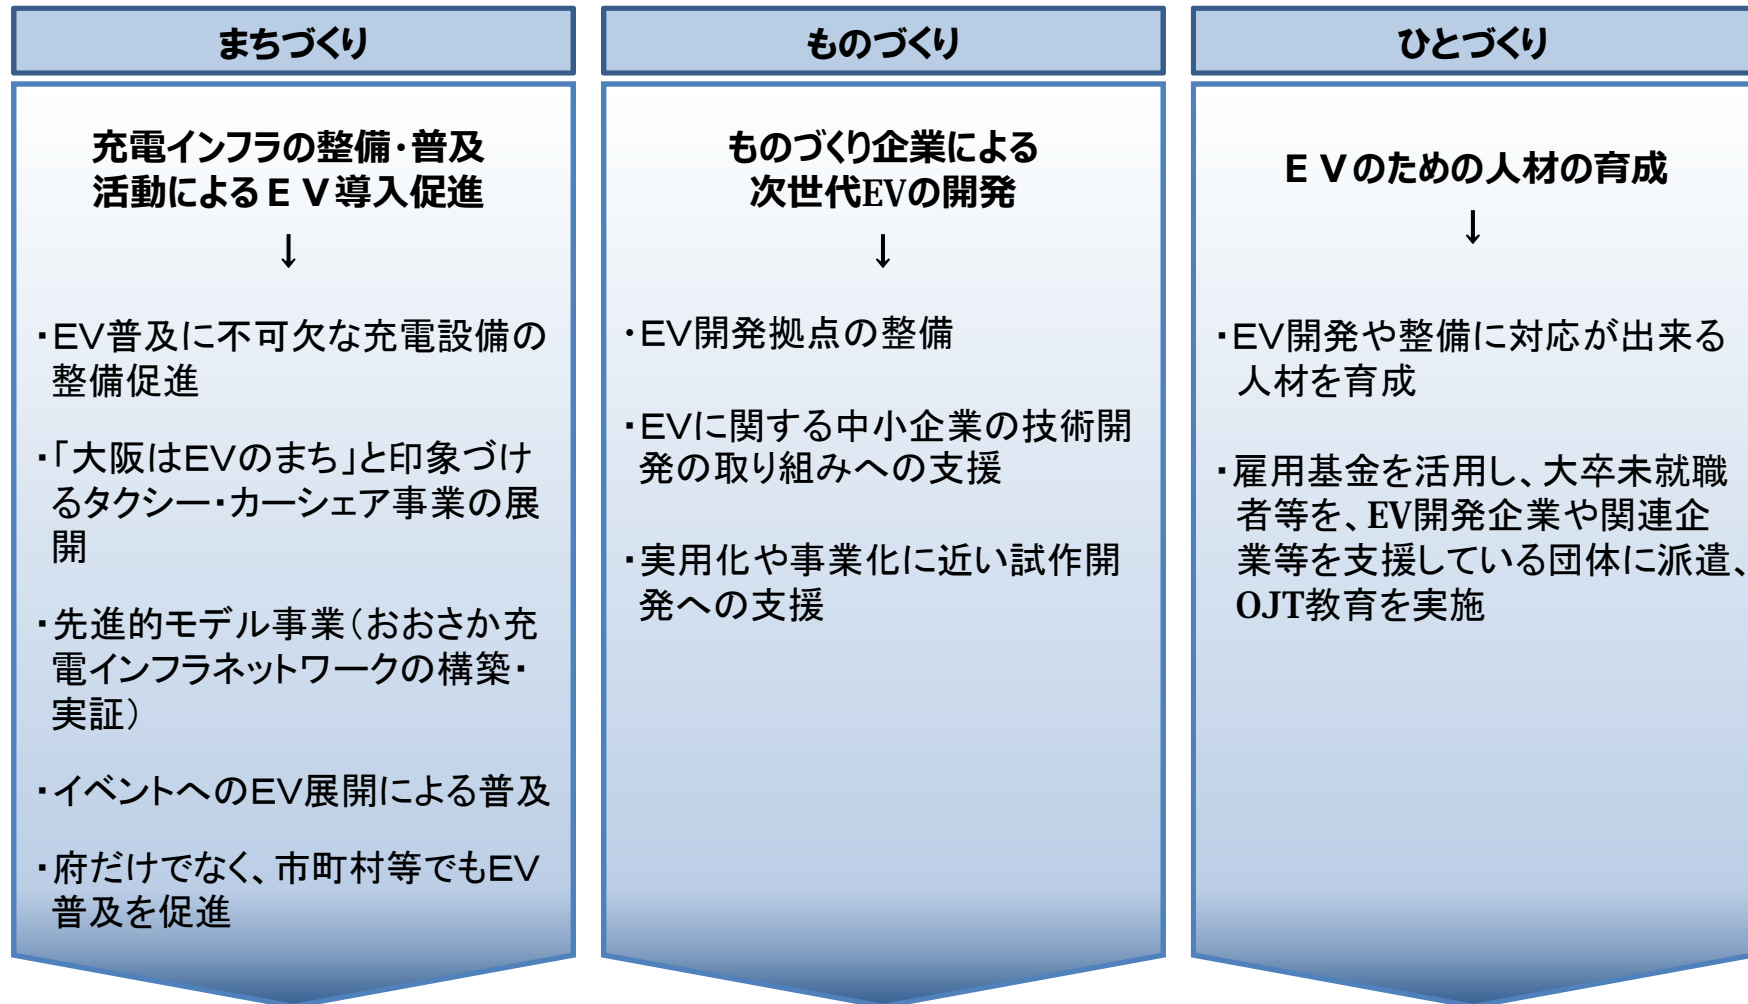 まちづくり
充電インフラの整備・普及
活動によるＥＶ導入促進
↓
・EV普及に不可欠な充電設備の
整備促進
・「大阪はEVのまち」と印象づけ
るタクシー・カーシェア事業の展
開
・先進的モデル事業（おおさか充
電インフラネットワークの構築・
実証）
・イベントへのEV展開による普及
・府だけでなく、市町村等でもEV
普及を促進
ものづくり
ものづくり企業による
次世代EVの開発
↓
・EV開発拠点の整備
・EVに関する中小企業の技術開
発の取り組みへの支援
・実用化や事業化に近い試作開
発への支援
ひとづくり
ＥＶのための人材の育成
↓
・EV開発や整備に対応が出来る
人材を育成
・雇用基金を活用し、大卒未就職
者等を、EV開発企業や関連企
業等を支援している団体に派遣、
OJT教育を実施